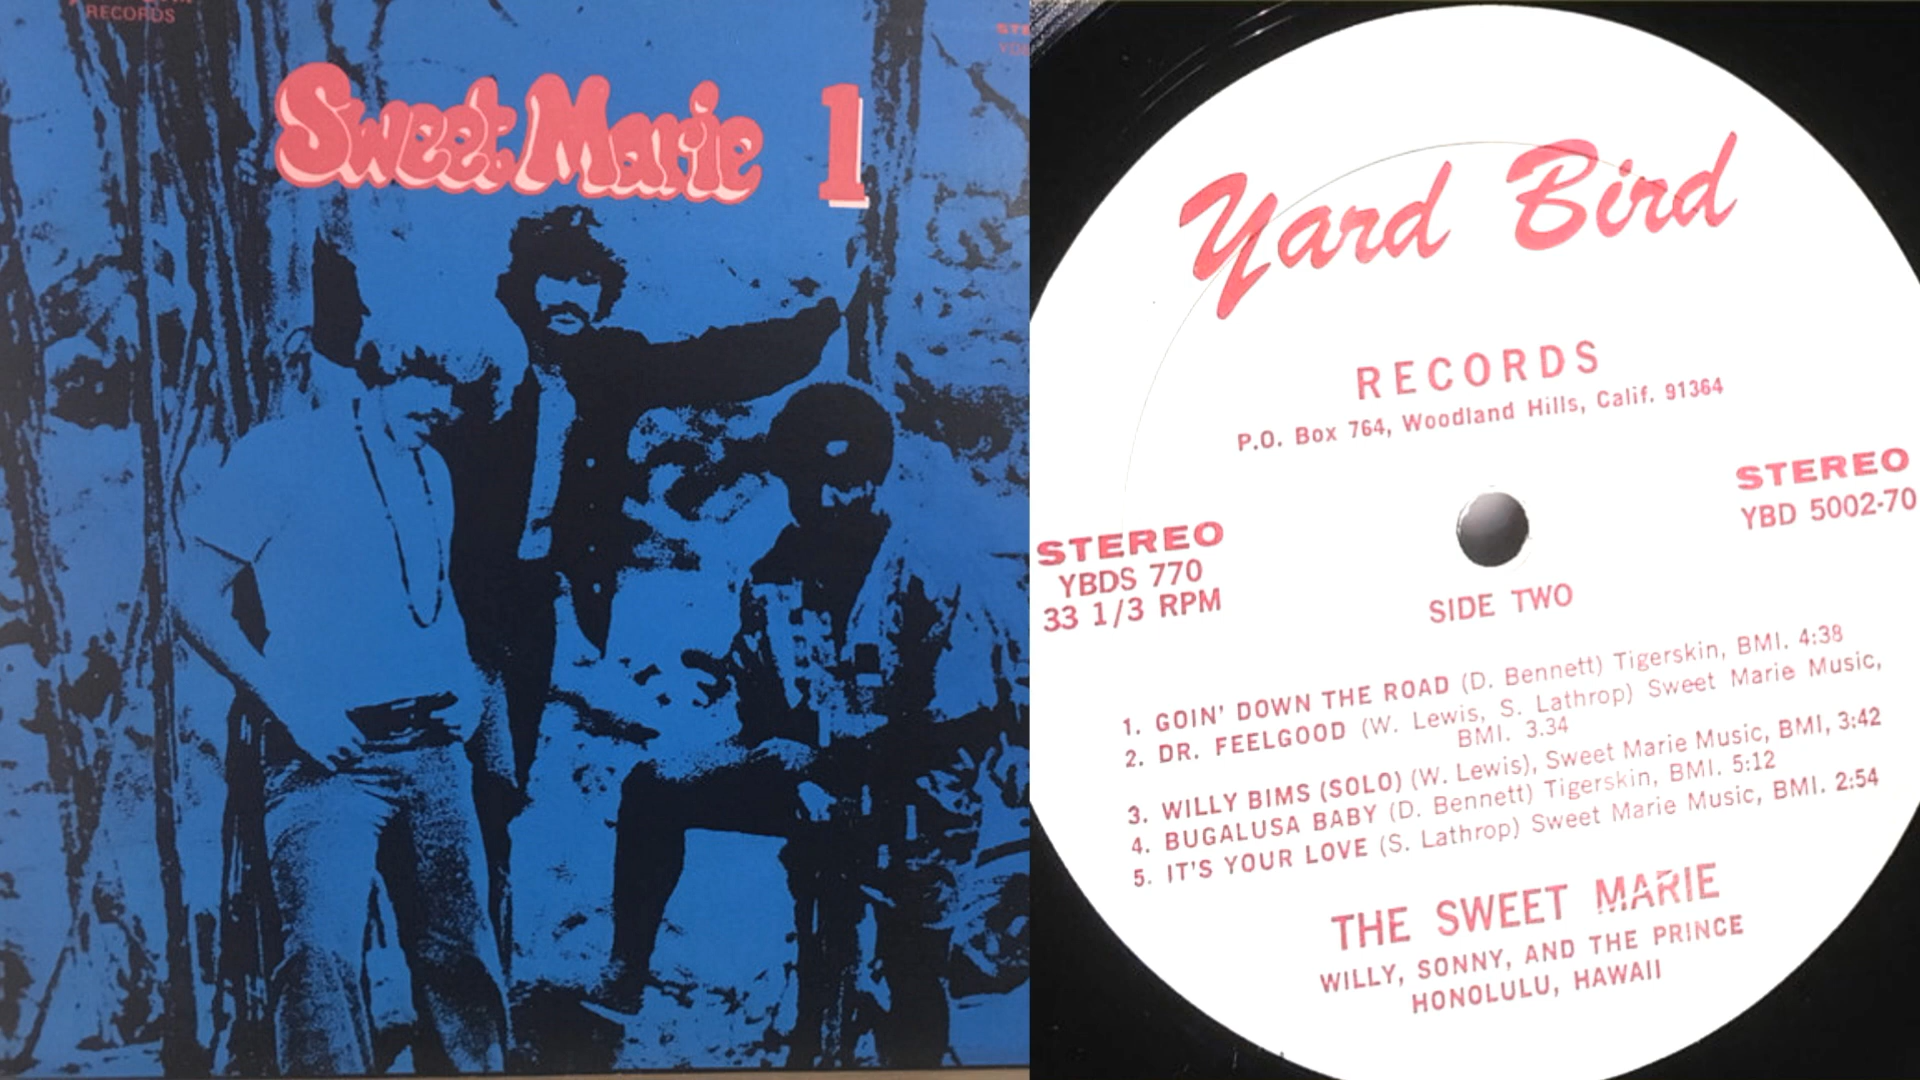 RECORDS
Sweet Marie 1
Yard Bird
RECORDS
P.O. Box 764, Woodland Hills, Calif. 91364
STEREO
YBD 5002-70
STEREO
YBDS 770
33 1/3 RPM
SIDE TWO
1. GOIN' DOWN THE ROAD (D. Bennett) Tigerskin, BMI. 4:38
2. DR. FEELGOOD (W. Lewis, S. Lathrop) Sweet Marie Music,
BMI. 3.34
3. WILLY BIMS (SOLO) (W. Lewis), Sweet Marie Music, BMI, 3:42
4. BUGALUSA BABY (D. Bennett) Tigerskin, BMI. 5:12
5. IT'S YOUR LOVE (S. Lathrop) Sweet Marie Music, BMI. 2:54
THE SWEET MARIE
WILLY, SONNY, AND THE PRINCE
HONOLULU, HAWAII